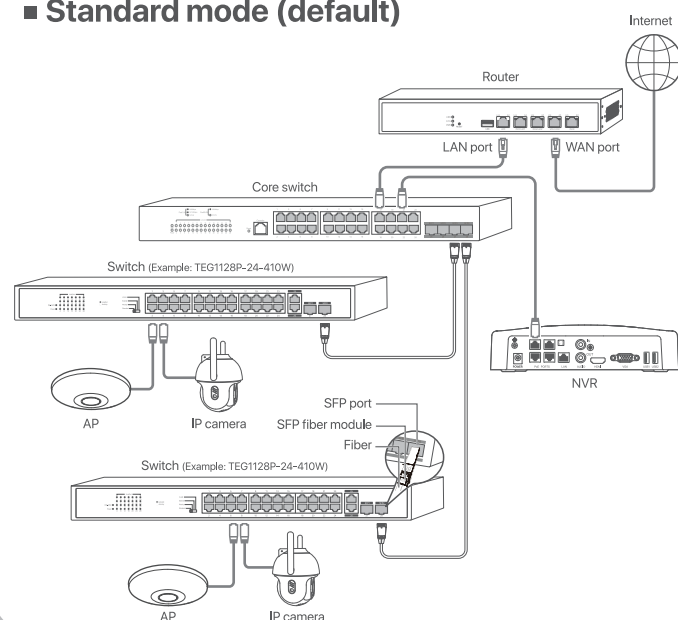 ■ Standard mode (default)
Internet
Router
LAN port
WAN port
Core switch
Switch (Example: TEG1128P-24-410W)
AP
IP camera
NVR
SFP port
SFP fiber module
Fiber
Switch (Example: TEG1128P-24-410W)
AP
IP camera